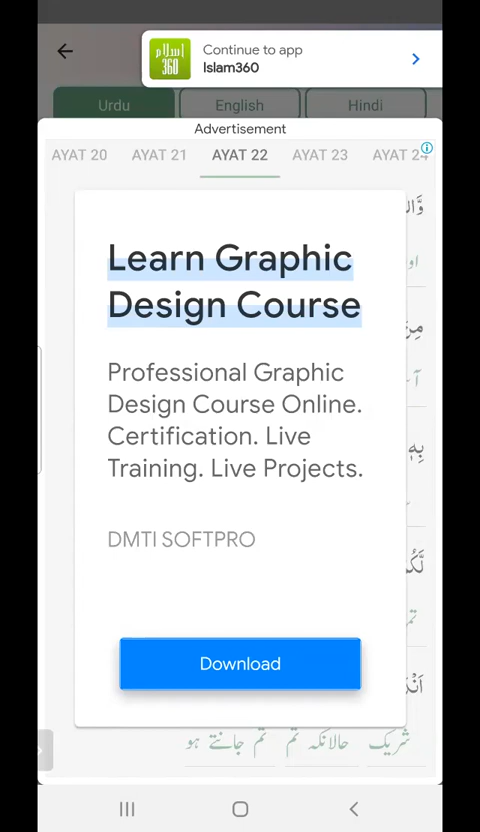 Continue to app
Islam360
Urdu English Hindi
Advertisement
AYAT 20 AYAT 21 AYAT 22 AYAT 23 AYAT 24
Learn Graphic
Design Course
Professional Graphic
Design Course Online.
Certification. Live
Training. Live Projects.
DMTI SOFTPRO
Download
شریک حالانکہ تم تم جانتے ہو